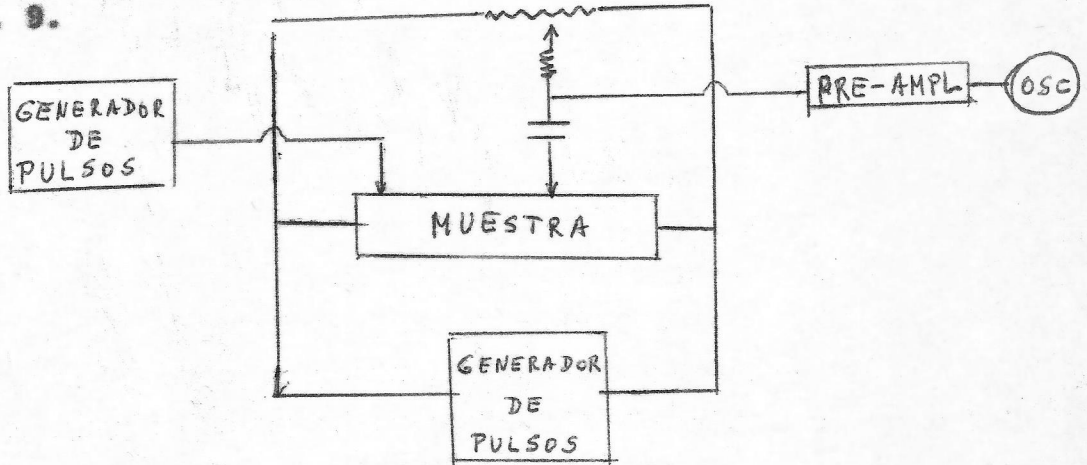 9.
GENERADOR
DE
PULSOS
PRE-AMPL
OSC
MUESTRA
GENERADOR
DE
PULSOS